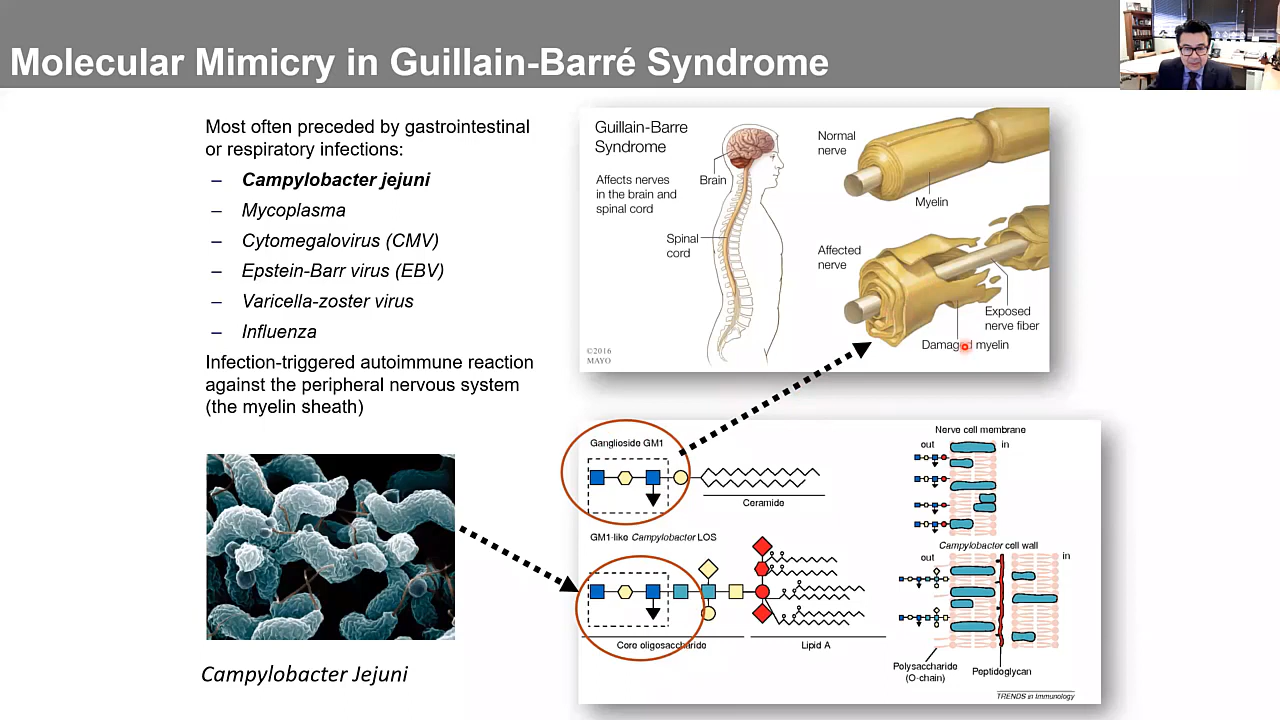 Molecular Mimicry in Guillain-Barré Syndrome
Most often preceded by gastrointestinal
or respiratory infections:
– Campylobacter jejuni
– Mycoplasma
– Cytomegalovirus (CMV)
– Epstein-Barr virus (EBV)
– Varicella-zoster virus
– Influenza
Infection-triggered autoimmune reaction
against the peripheral nervous system
(the myelin sheath)
Campylobacter Jejuni
Guillain-Barre
Syndrome
Affects nerves
in the brain and
spinal cord
Brain
Spinal
cord
©2016
MAYO
Normal
nerve
Myelin
Affected
nerve
Exposed
nerve fiber
Damaged myelin
Ganglioside GM1
Ceramide
GM1-like Campylobacter LOS
Core oligosaccharide
Lipid A
Nerve cell membrane
out
in
Campylobacter cell wall
out
in
Polysaccharide
(O-chain)
Peptidoglycan
TRENDS in Immunology